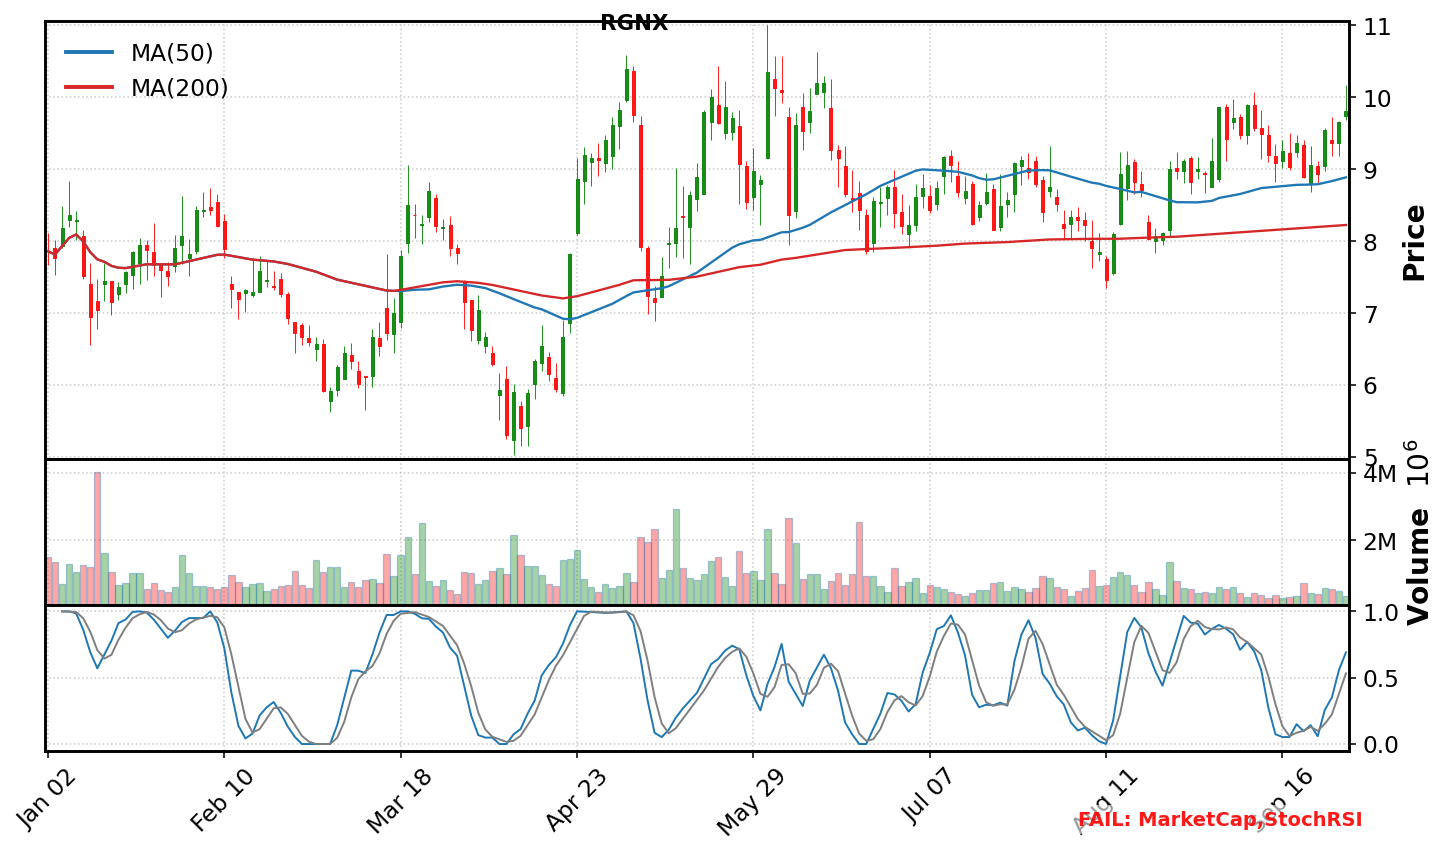 RGNX
MA(50)
MA(200)
11
10
9
8
7
6
5
Price
4M
2M
Volume 10^6
1.0
0.5
0.0
Jan 02
Feb 10
Mar 18
Apr 23
May 29
Jul 07
Aug 11
Sep 16
FAIL: MarketCap,StochRSI